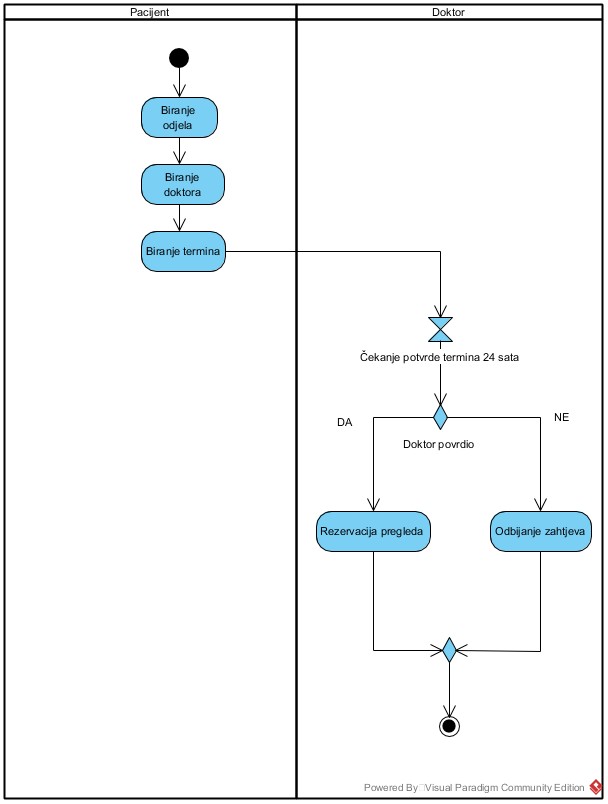 Pacijent
Doktor
Biranje
odjela
Biranje
doktora
Biranje termina
Čekanje potvrde termina 24 sata
DA
NE
Doktor povrdio
Rezervacija pregleda
Odbijanje zahtjeva
Powered By Visual Paradigm Community Edition